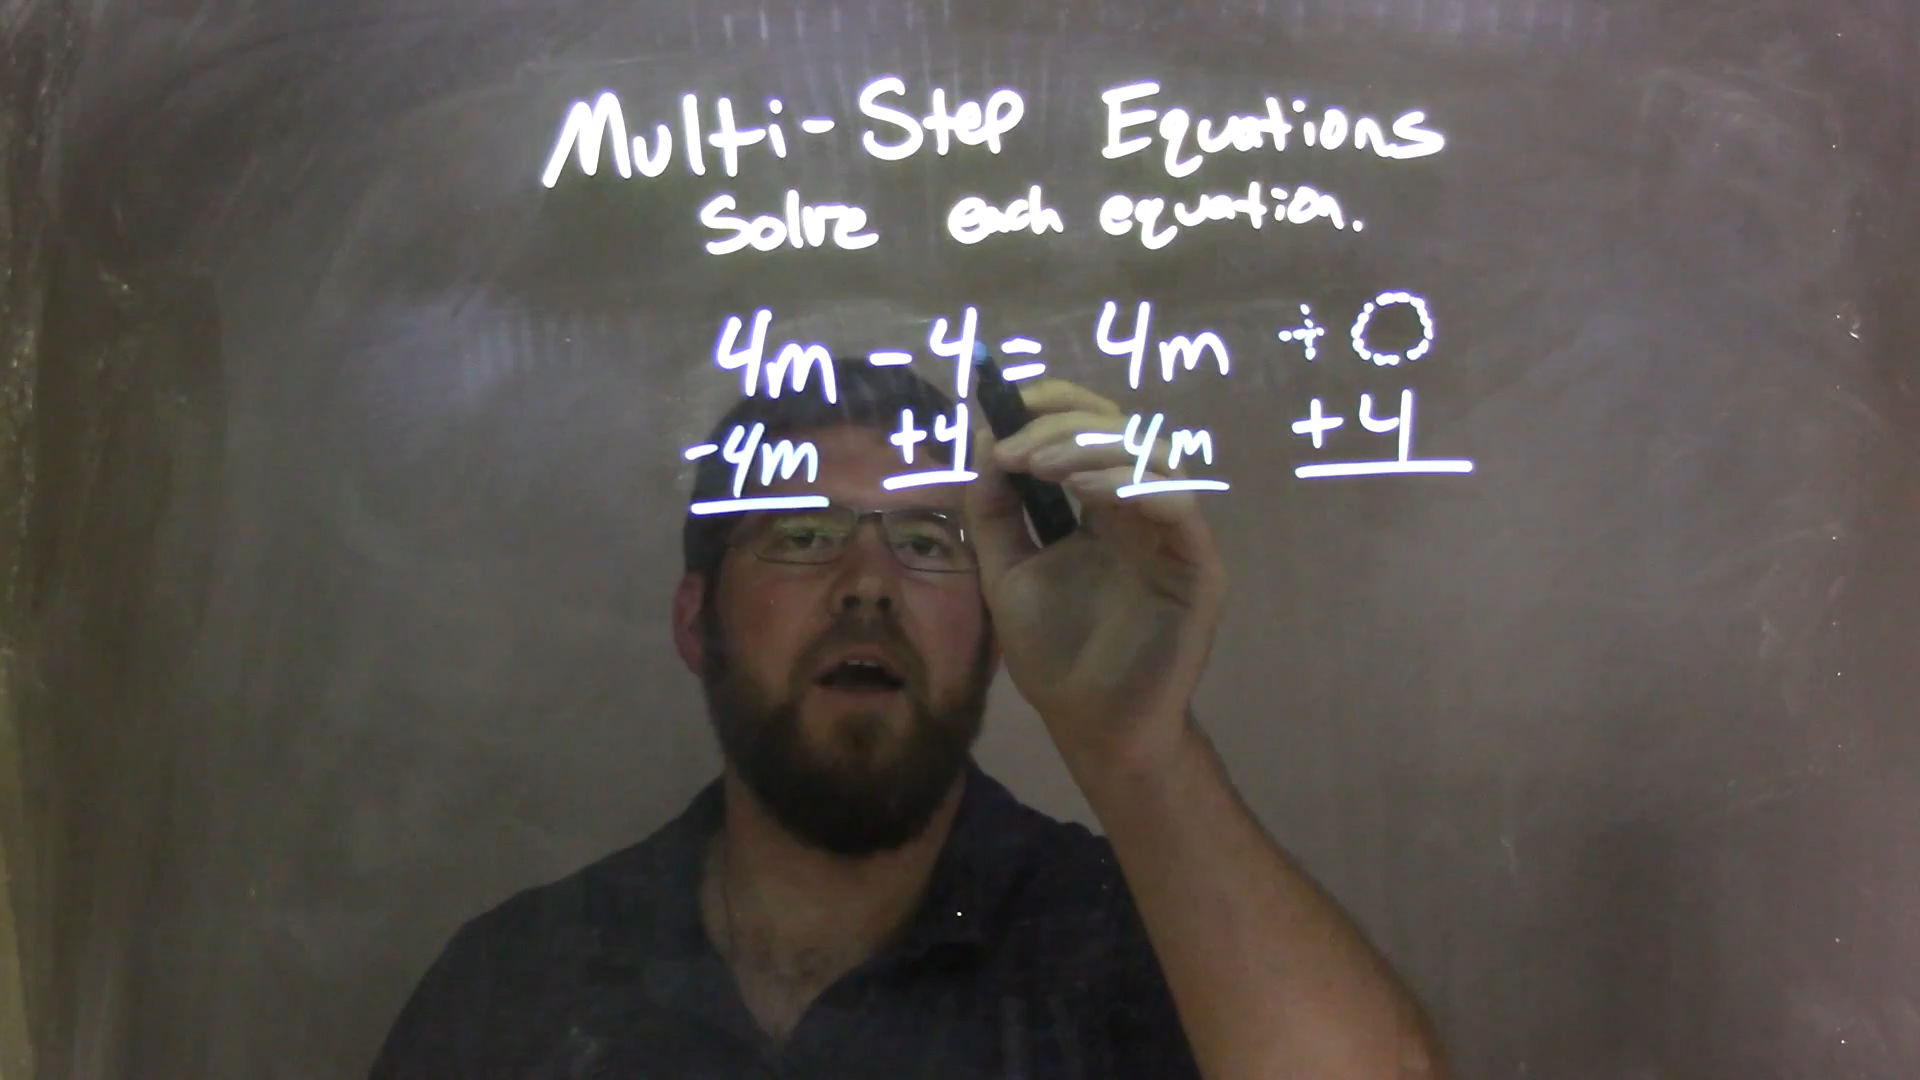 Multi-Step Equations
Solve each equation.
4m - 4 = 4m + 0
-4m +4 -4m +4